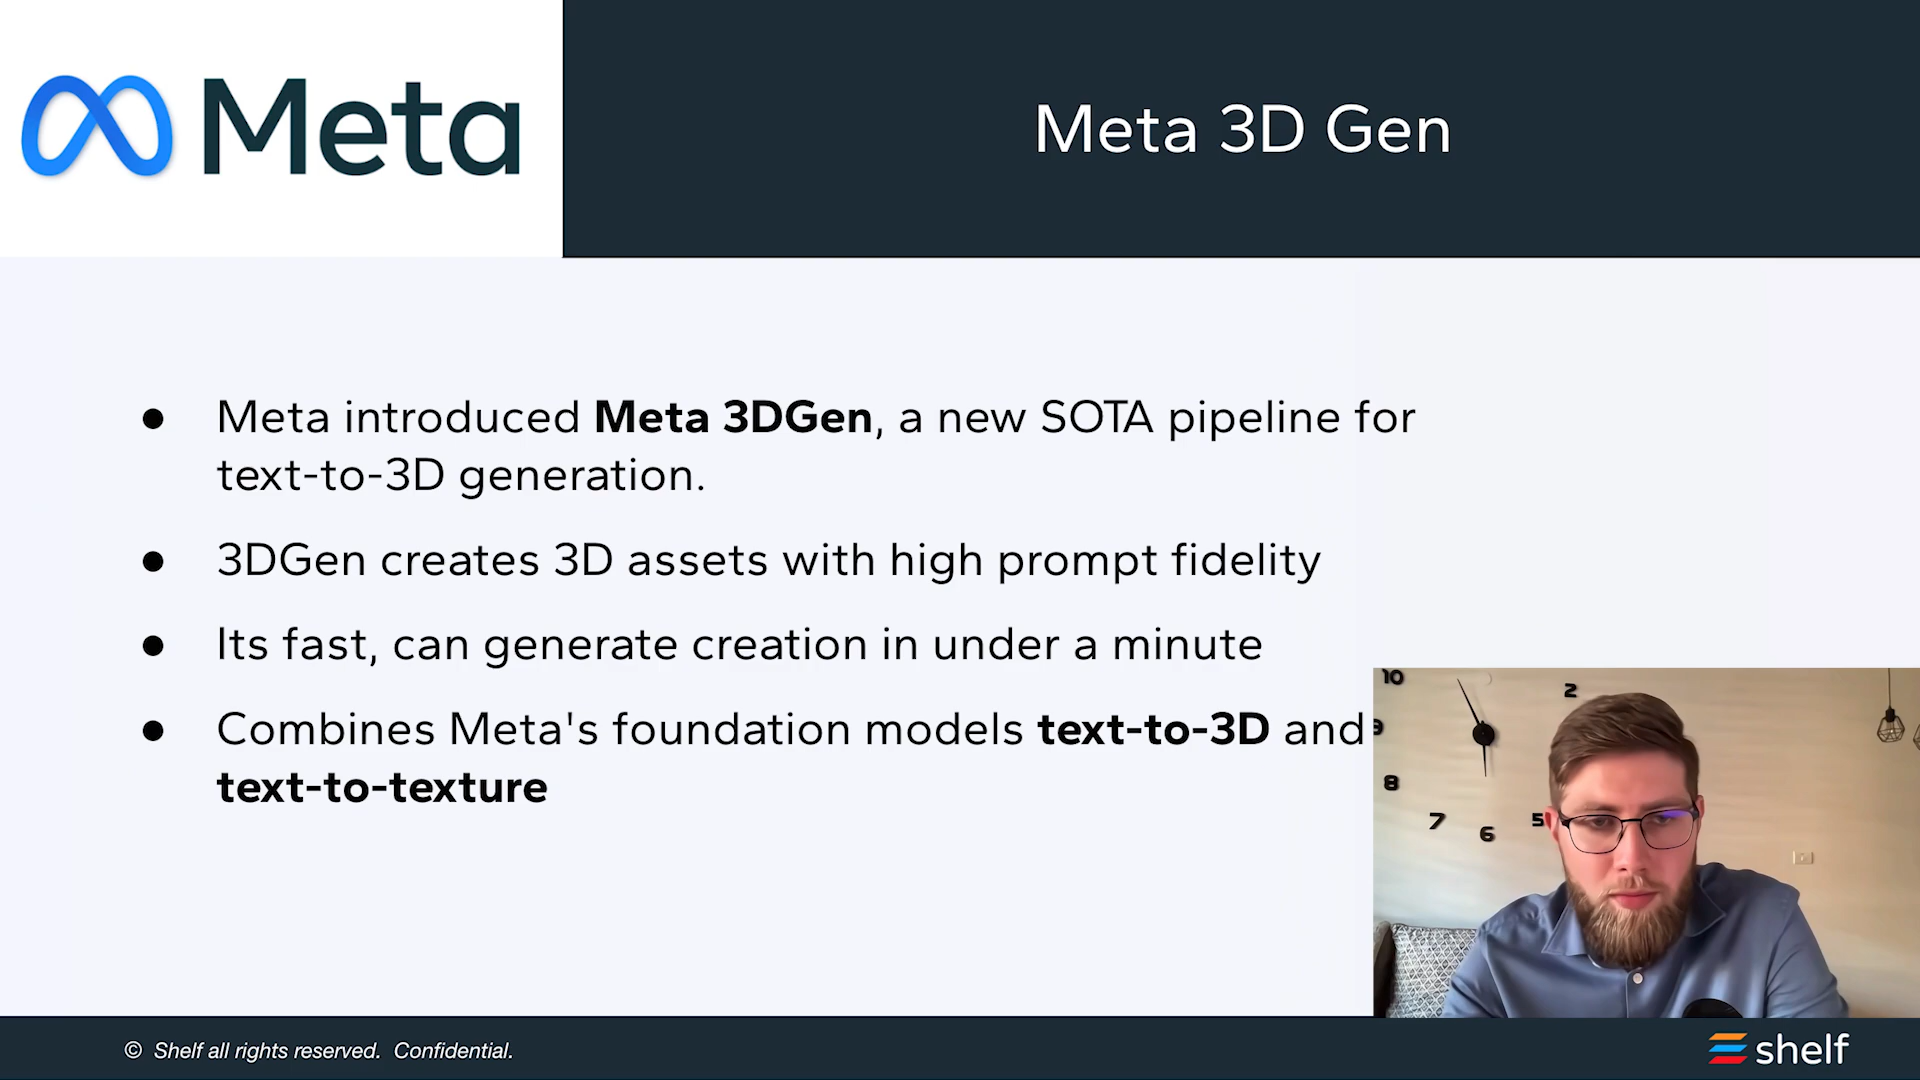 Meta
Meta 3D Gen
● Meta introduced Meta 3DGen, a new SOTA pipeline for
text-to-3D generation.
● 3DGen creates 3D assets with high prompt fidelity
● Its fast, can generate creation in under a minute
● Combines Meta's foundation models text-to-3D and
text-to-texture
10
2
9
8
7
6
5
© Shelf all rights reserved. Confidential.
shelf